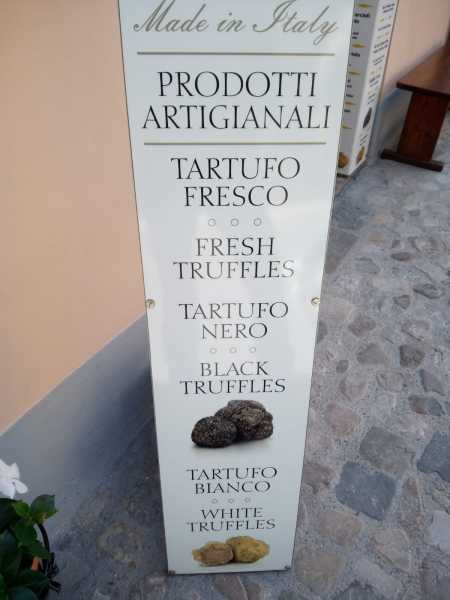 Made in Italy
PRODOTTI
ARTIGIANALI
TARTUFO
FRESCO
FRESH
TRUFFLES
TARTUFO
NERO
BLACK
TRUFFLES
TARTUFO
BIANCO
WHITE
TRUFFLES